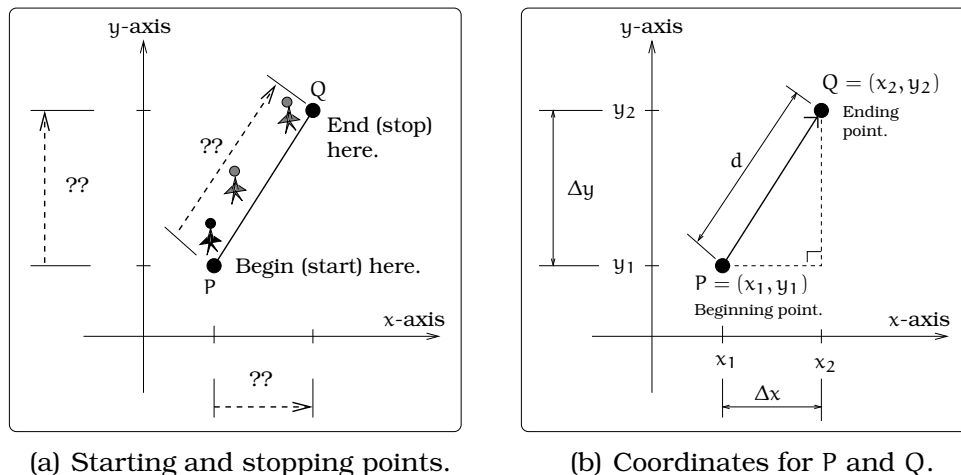 y-axis
Q
End (stop)
here.
??
??
Begin (start) here.
P
x-axis
??
(a) Starting and stopping points.
y-axis
Q = (x₂, y₂)
Ending
point.
y₂
d
Δy
y₁
P = (x₁, y₁)
Beginning point.
x-axis
x₁
x₂
Δx
(b) Coordinates for P and Q.